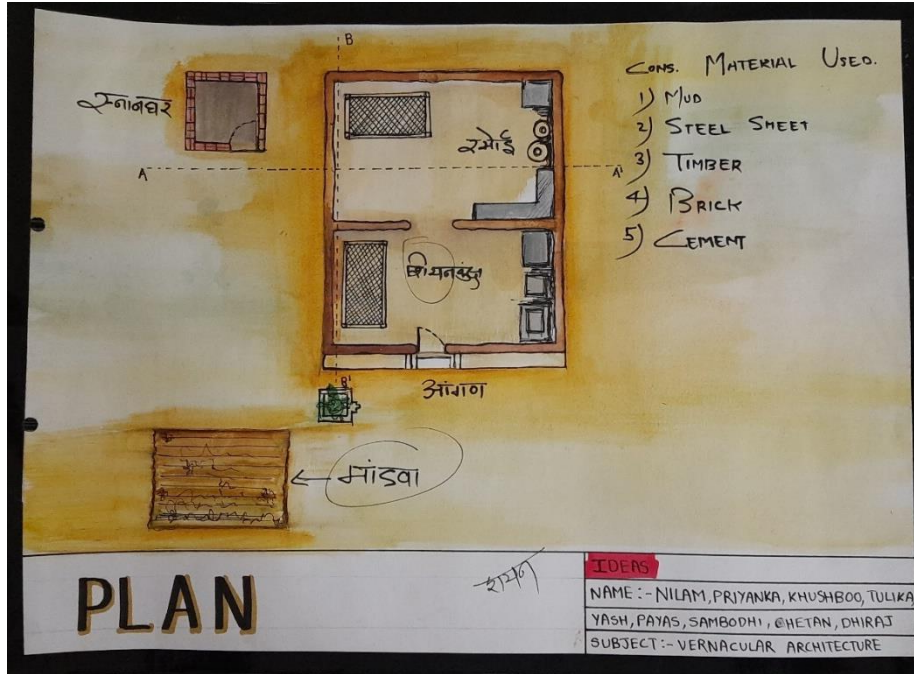 B
CONS. MATERIAL USED.
1) MUD
2) STEEL SHEET
3) TIMBER
4) BRICK
5) CEMENT
स्नानघर
रसोई
A
A'
B'
आंगण
मांडवा
PLAN
शयन
IDEAS
NAME:- NILAM, PRIYANKA, KHUSHBOO, TULIKA
YASH, PAYAS, SAMBODHI, CHETAN, DHIRAJ
SUBJECT:- VERNACULAR ARCHITECTURE